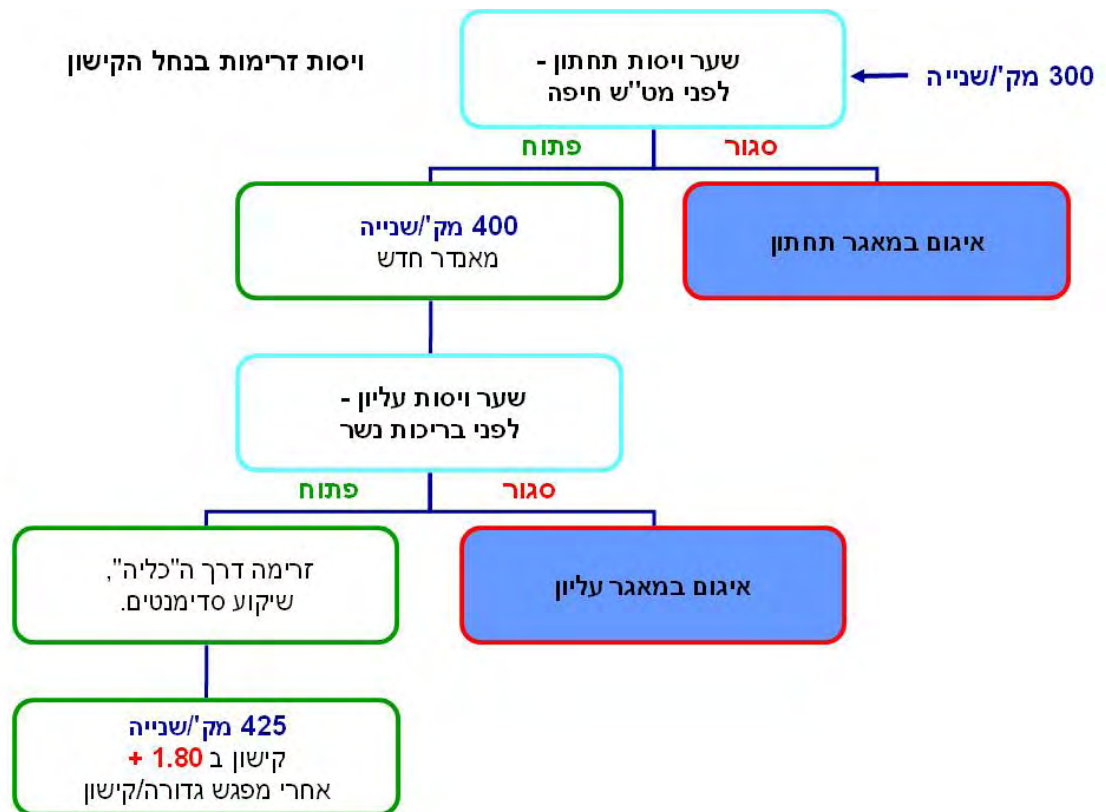 ויסות זרימות בנחל הקישון
שער ויסות תחתון -
לפני מט"ש חיפה
300 מק'/שנייה
פתוח
סגור
400 מק'/שנייה
מאנדר חדש
איגום במאגר תחתון
שער ויסות עליון -
לפני בריכות נשר
פתוח
סגור
זרימה דרך ה"כליה",
שיקוע סדימנטים.
איגום במאגר עליון
425 מק'/שנייה
קישון ב 1.80 +
אחרי מפגש גדורה/קישון